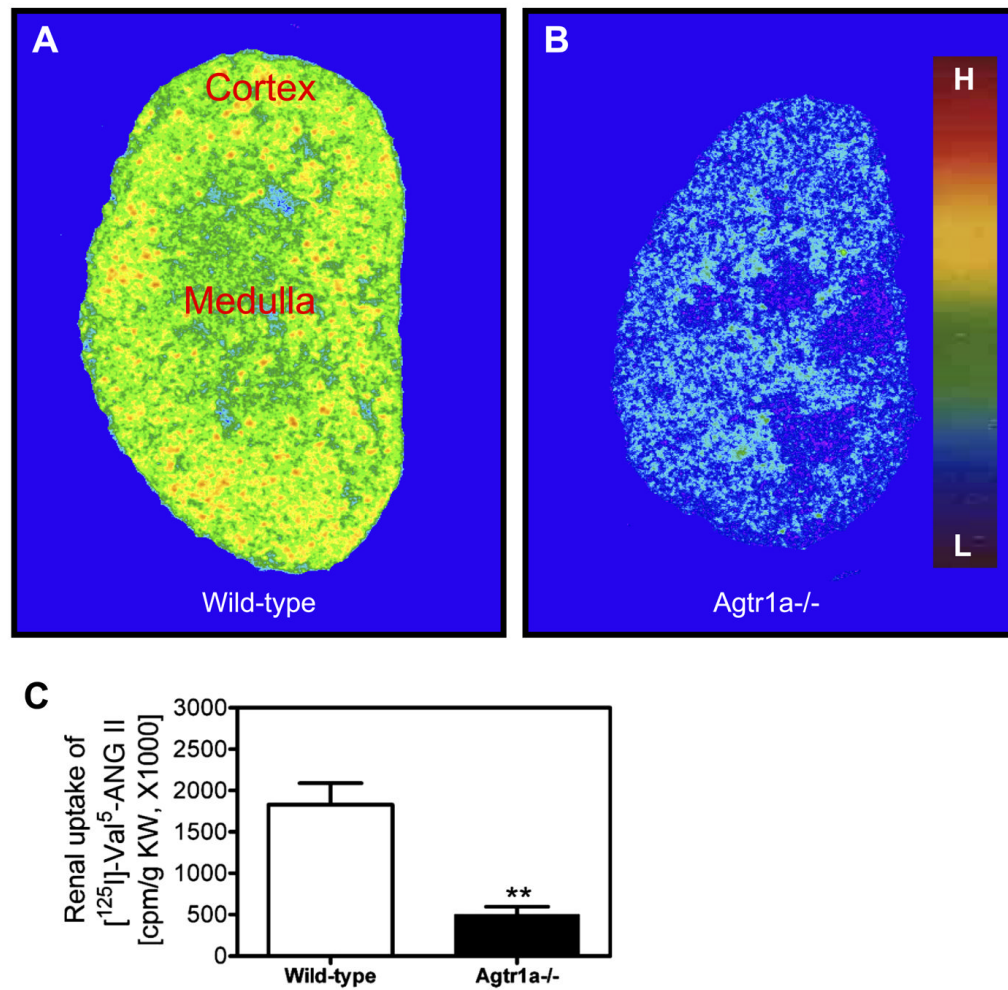 A
Cortex
Medulla
Wild-type
B
H
L
Agtr1a-/-
C
Renal uptake of
[¹²⁵I]-Val⁵-ANG II
[cpm/g KW, X1000]
3000
2500
2000
1500
1000
500
0
**
Wild-type
Agtr1a-/-